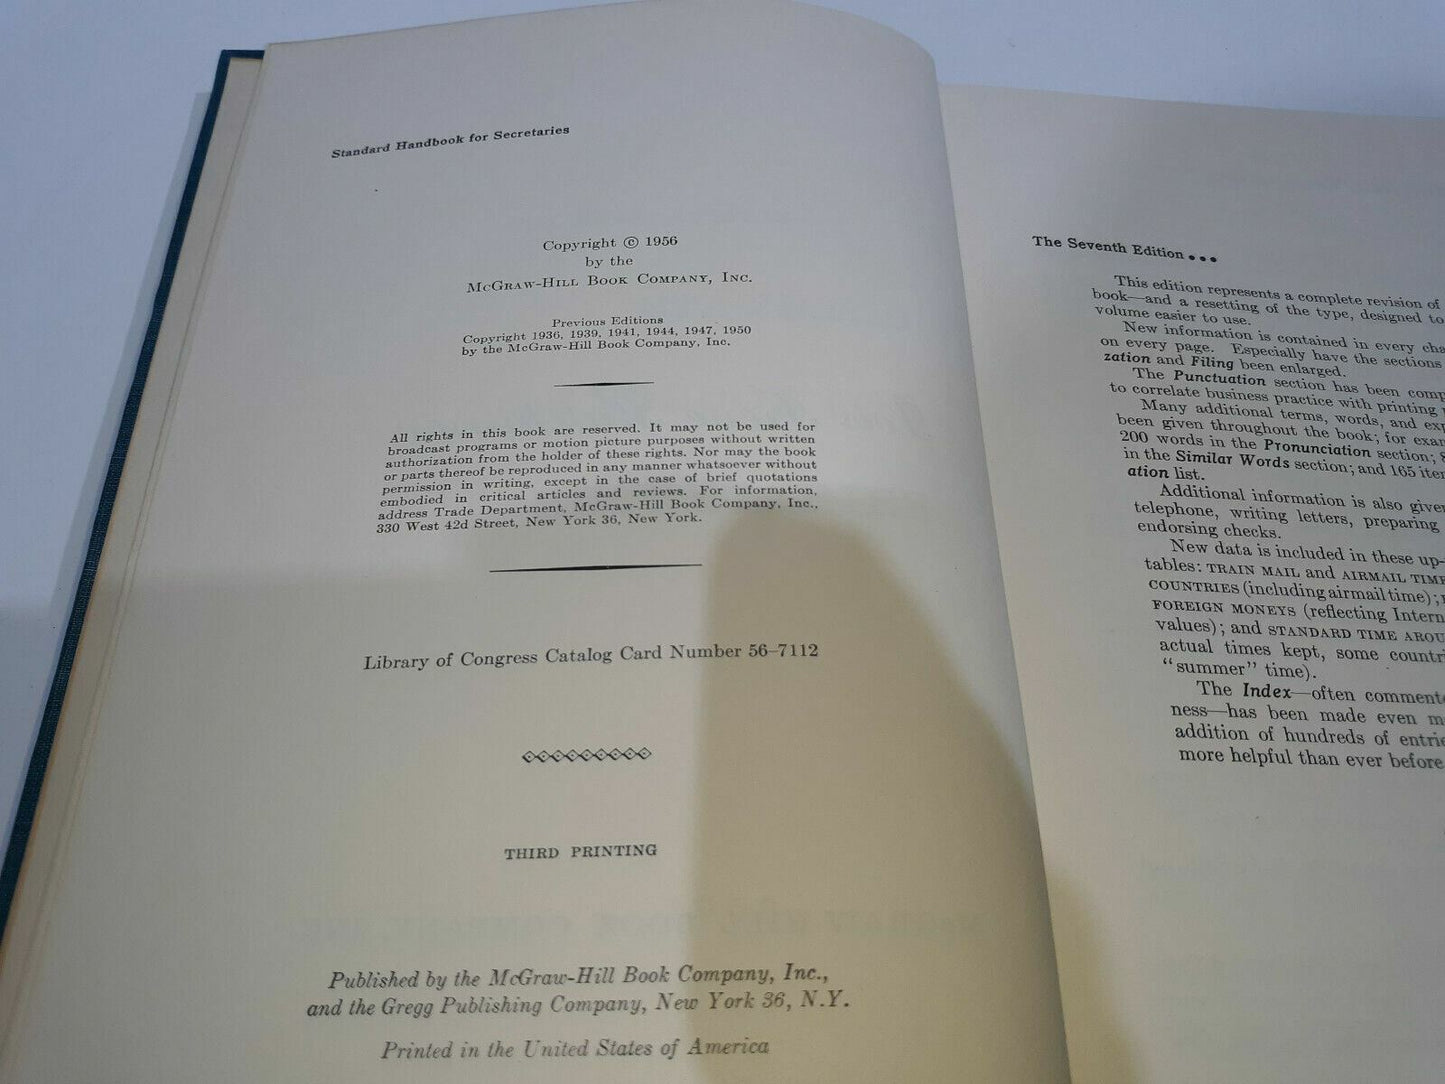 Standard Handbook for Secretaries
Copyright © 1956
by the
McGraw-Hill Book Company, Inc.
Previous Editions
Copyright 1936, 1939, 1941, 1944, 1947, 1950
by the McGraw-Hill Book Company, Inc.
All rights in this book are reserved. It may not be used for
broadcast programs or motion picture purposes without written
authorization from the holder of these rights. Nor may the book
or parts thereof be reproduced in any manner whatsoever without
permission in writing, except in the case of brief quotations
embodied in critical articles and reviews. For information,
address Trade Department, McGraw-Hill Book Company, Inc.,
330 West 42d Street, New York 36, New York.
Library of Congress Catalog Card Number 56-7112
THIRD PRINTING
Published by the McGraw-Hill Book Company, Inc.,
and the Gregg Publishing Company, New York 36, N.Y.
Printed in the United States of America
The Seventh Edition...
This edition represents a complete revision of
book—and a resetting of the type, designed to
volume easier to use.
New information is contained in every cha
on every page. Especially have the sections
zation and Filing been enlarged.
The Punctuation section has been comp
to correlate business practice with printing
Many additional terms, words, and exp
been given throughout the book; for exam
200 words in the Pronunciation section;
in the Similar Words section; and 165 item
ation list.
Additional information is also given
telephone, writing letters, preparing
endorsing checks.
New data is included in these up-
tables: TRAIN MAIL and AIRMAIL TIME
COUNTRIES (including airmail time);
FOREIGN MONEYS (reflecting Intern
values); and STANDARD TIME AROU
actual times kept, some countri
"summer" time).
The Index—often commente
ness—has been made even m
addition of hundreds of entrie
more helpful than ever before